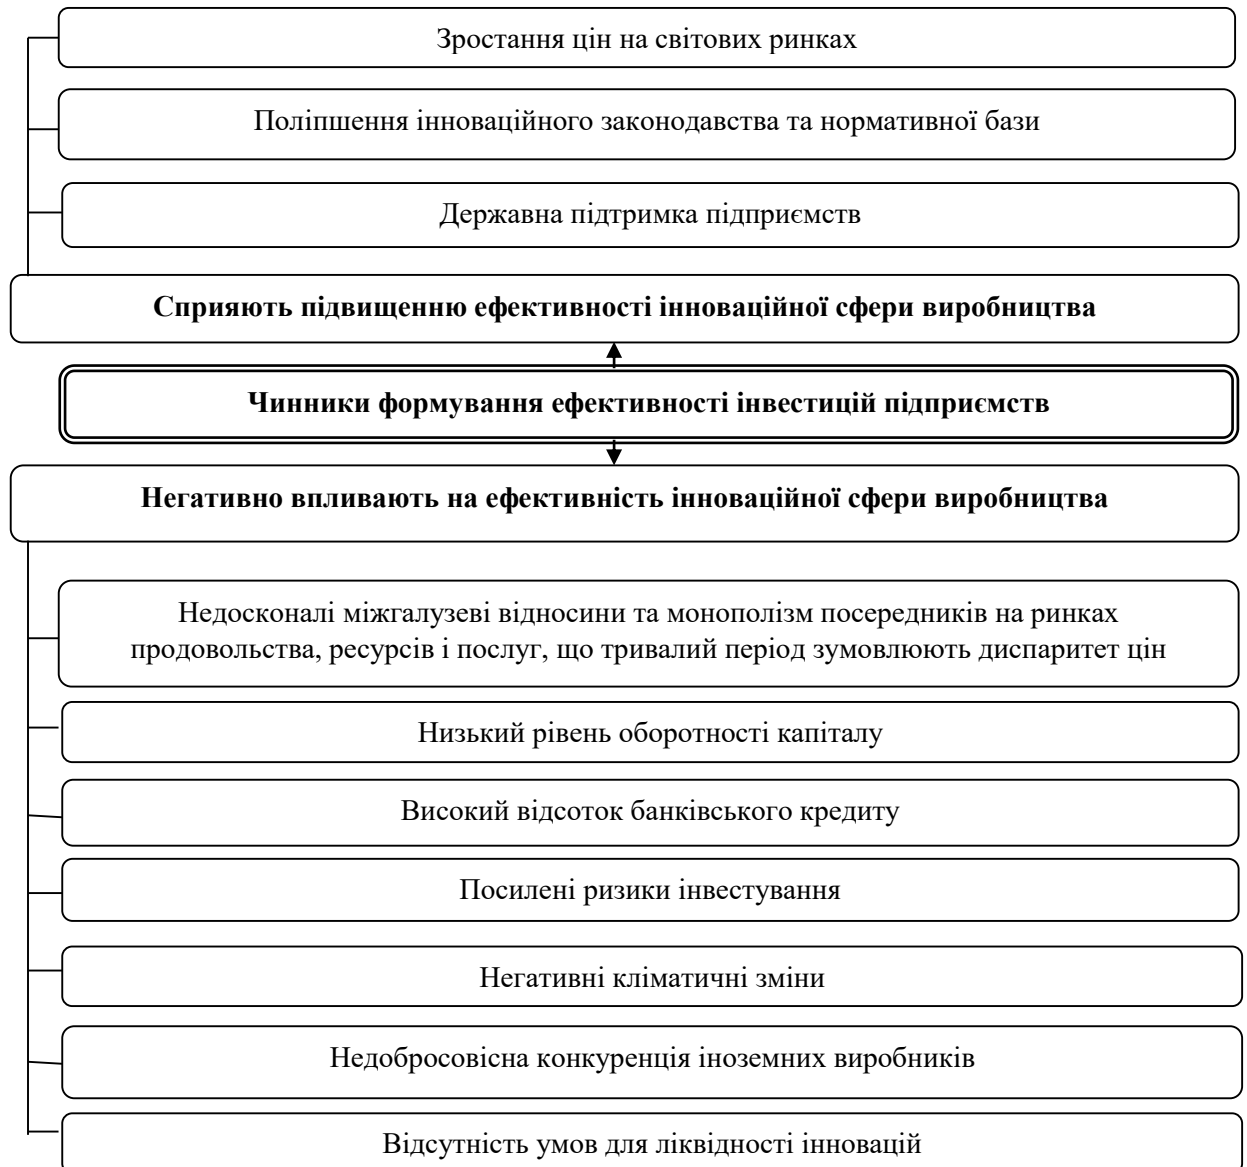 Зростання цін на світових ринках
Поліпшення інноваційного законодавства та нормативної бази
Державна підтримка підприємств
Сприяють підвищенню ефективності інноваційної сфери виробництва
Чинники формування ефективності інвестицій підприємств
Негативно впливають на ефективність інноваційної сфери виробництва
Недосконалі міжгалузеві відносини та монополізм посередників на ринках
продовольства, ресурсів і послуг, що тривалий період зумовлюють диспаритет цін
Низький рівень оборотності капіталу
Високий відсоток банківського кредиту
Посилені ризики інвестування
Негативні кліматичні зміни
Недобросовісна конкуренція іноземних виробників
Відсутність умов для ліквідності інновацій